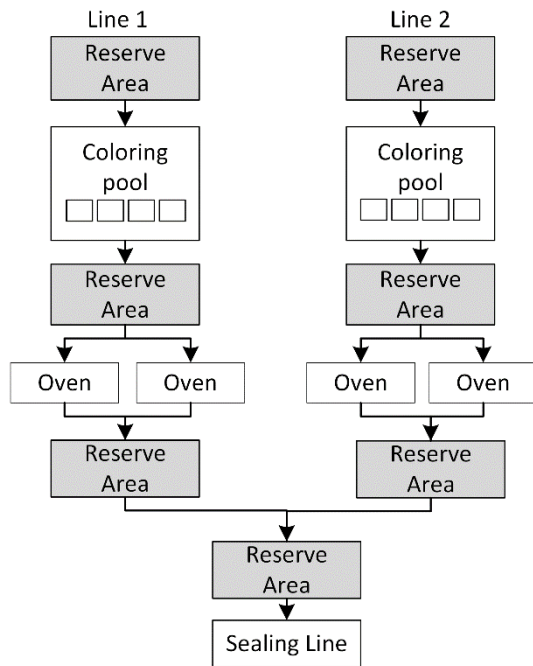 Line 1
Line 2
Reserve
Area
Reserve
Area
Coloring
pool
Coloring
pool
Reserve
Area
Reserve
Area
Oven
Oven
Oven
Oven
Reserve
Area
Reserve
Area
Reserve
Area
Sealing Line